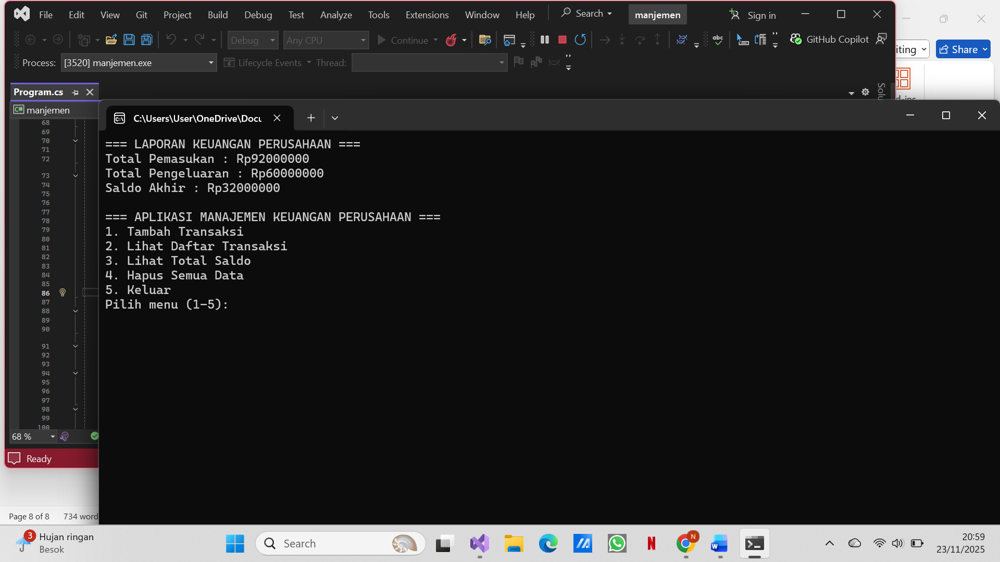 File Edit View Git Project Build Debug Test Analyze Tools Extensions Window Help Search manjemen Sign in
Debug Any CPU Continue abc GitHub Copilot
Process: [3520] manjemen.exe Lifecycle Events Thread:
Share
Program.cs
manjemen
68
69
70
71
72
73
74
75
76
77
78
79
80
81
82
83
84
85
86
87
88
89
90
91
92
93
94
95
96
97
98
99
100
68 %
Ready
C:\Users\User\OneDrive\Docu
=== LAPORAN KEUANGAN PERUSAHAAN ===
Total Pemasukan : Rp92000000
Total Pengeluaran : Rp60000000
Saldo Akhir : Rp32000000
=== APLIKASI MANAJEMEN KEUANGAN PERUSAHAAN ===
1. Tambah Transaksi
2. Lihat Daftar Transaksi
3. Lihat Total Saldo
4. Hapus Semua Data
5. Keluar
Pilih menu (1-5):
Page 8 of 8 734 word
3 Hujan ringan
Besok
Search
N
20:59
23/11/2025